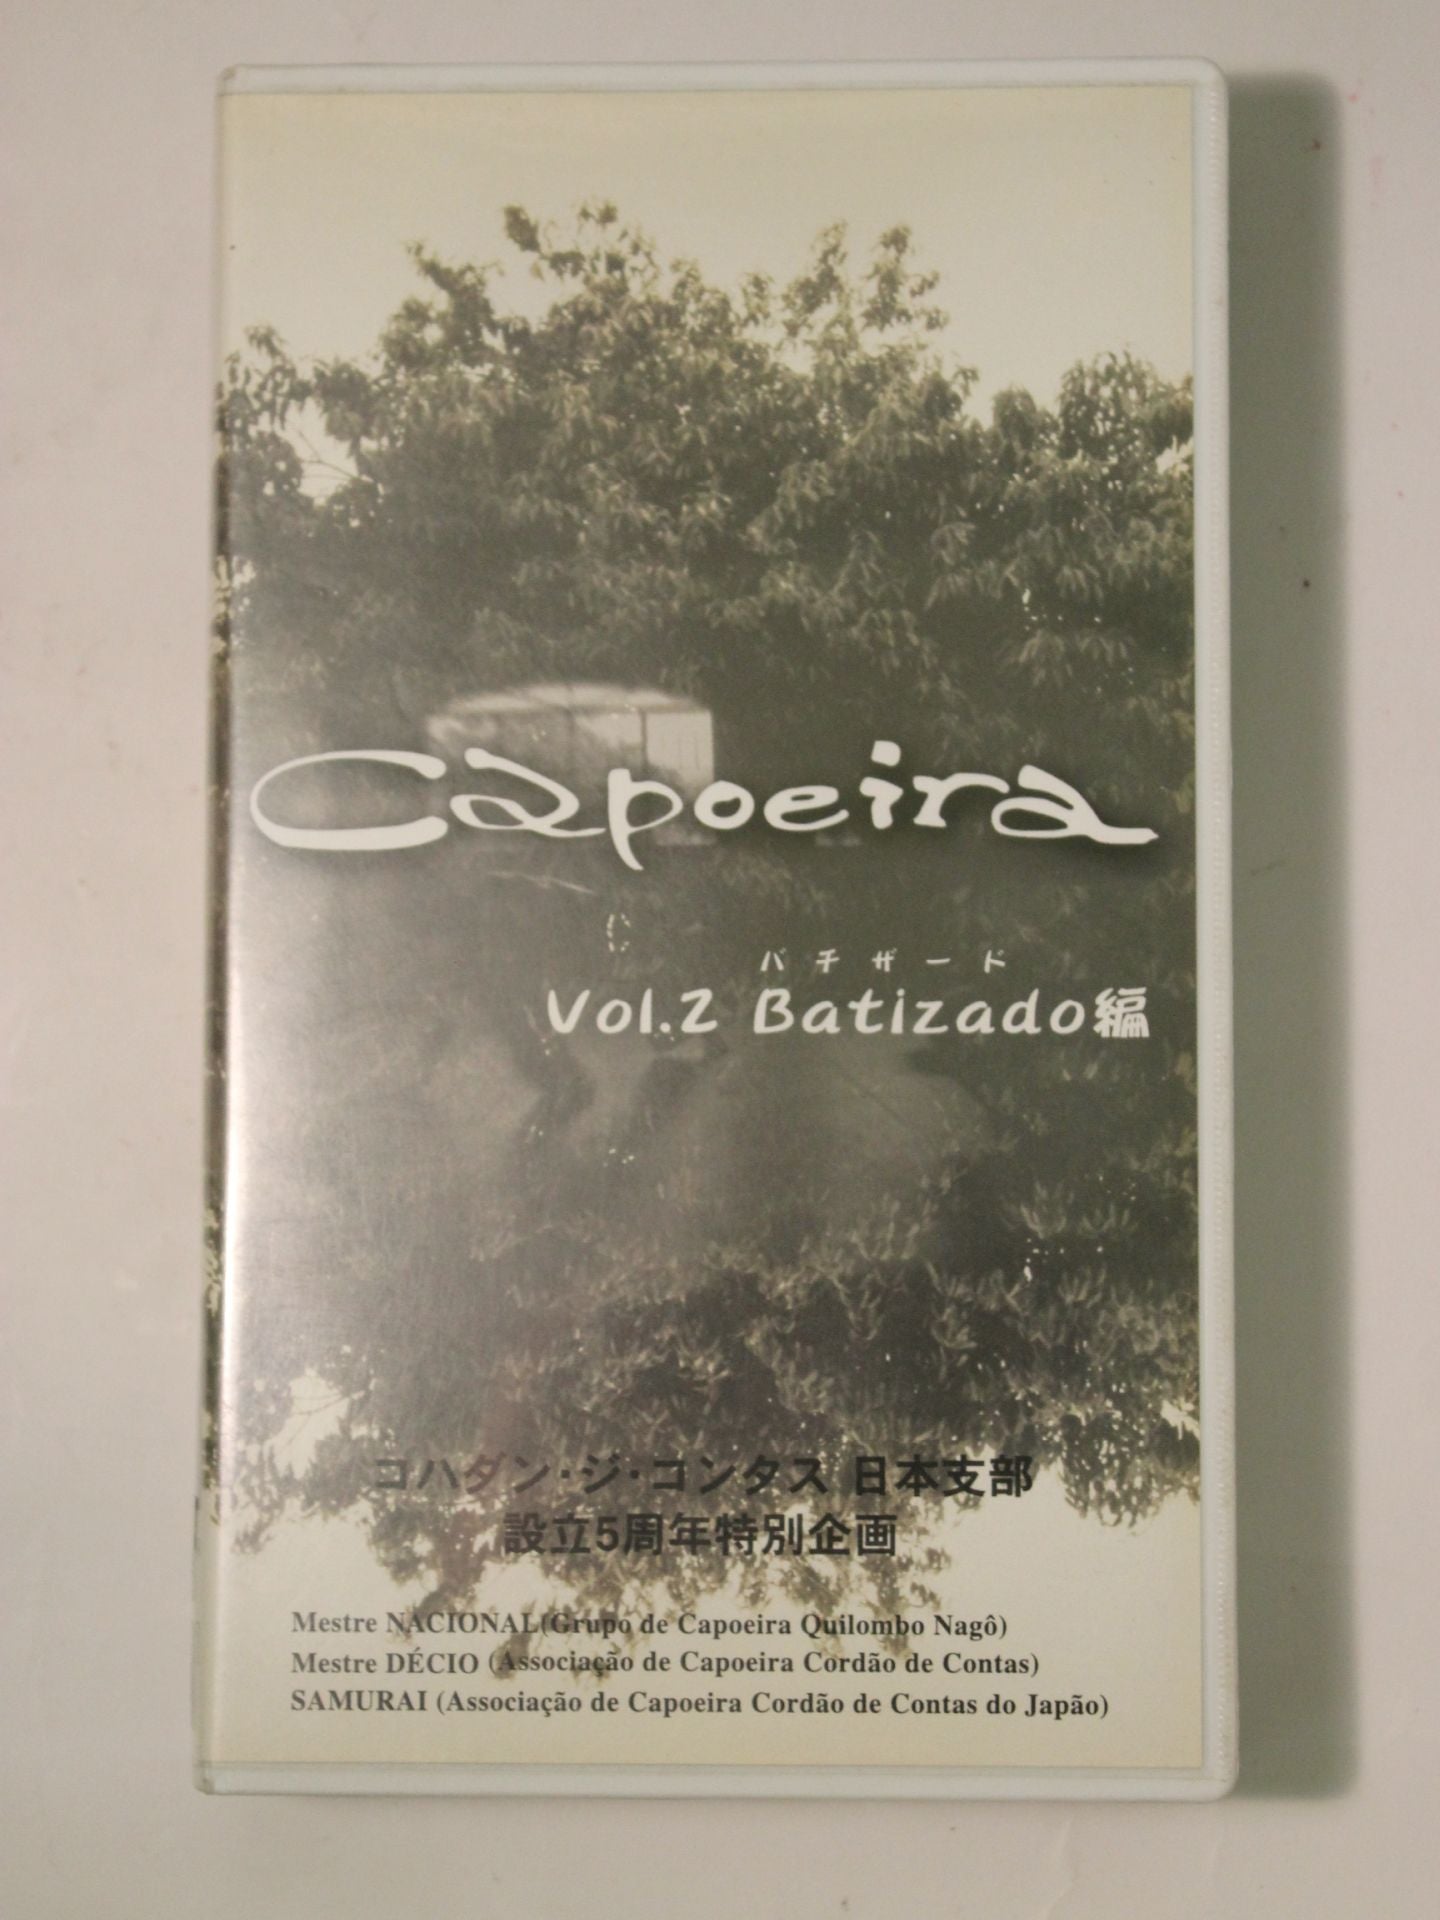 Capoeira
バチザード
Vol.2 Batizado編
コハダン・ジ・コンタス 日本支部
設立5周年特別企画
Mestre NACIONAL(Grupo de Capoeira Quilombo Nagô)
Mestre DÉCIO (Associação de Capoeira Cordão de Contas)
SAMURAI (Associação de Capoeira Cordão de Contas do Japão)